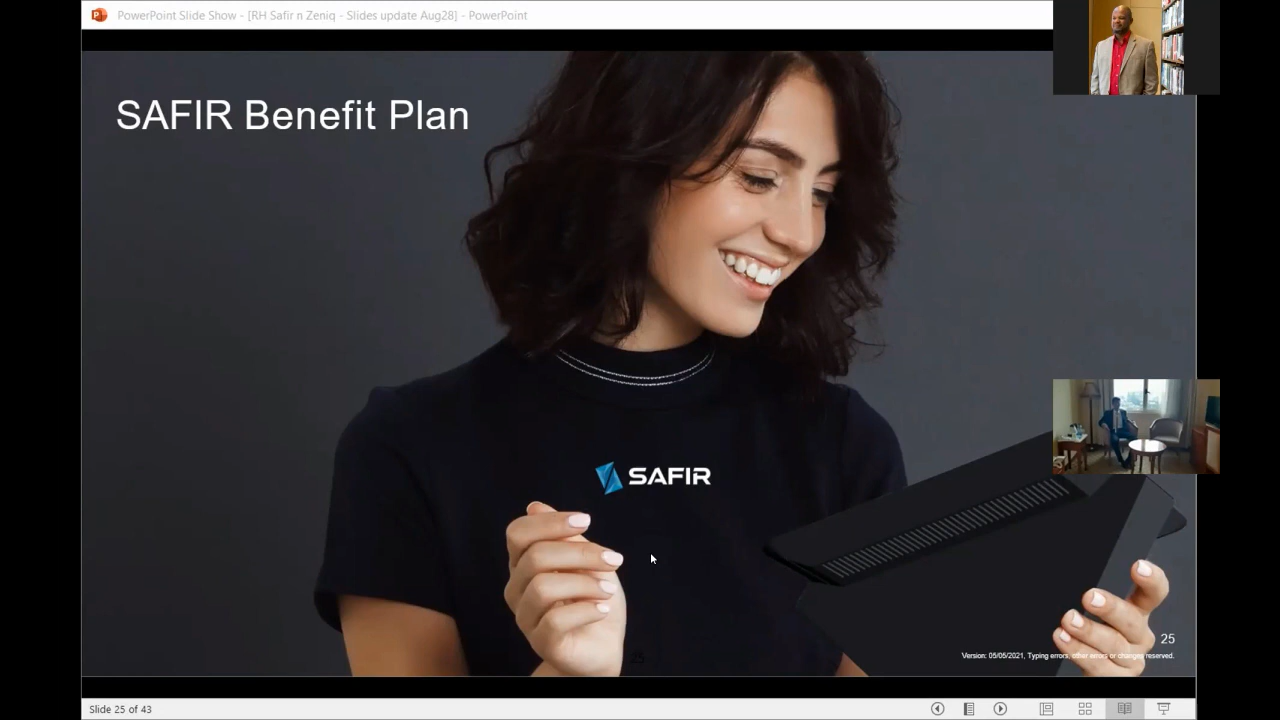 PowerPoint Slide Show - [RH Safir n Zeniq - Slides update Aug28] - PowerPoint
SAFIR Benefit Plan
SAFIR
25
25
Version: 05/05/2021, Typing errors, other errors or changes reserved.
Slide 25 of 43